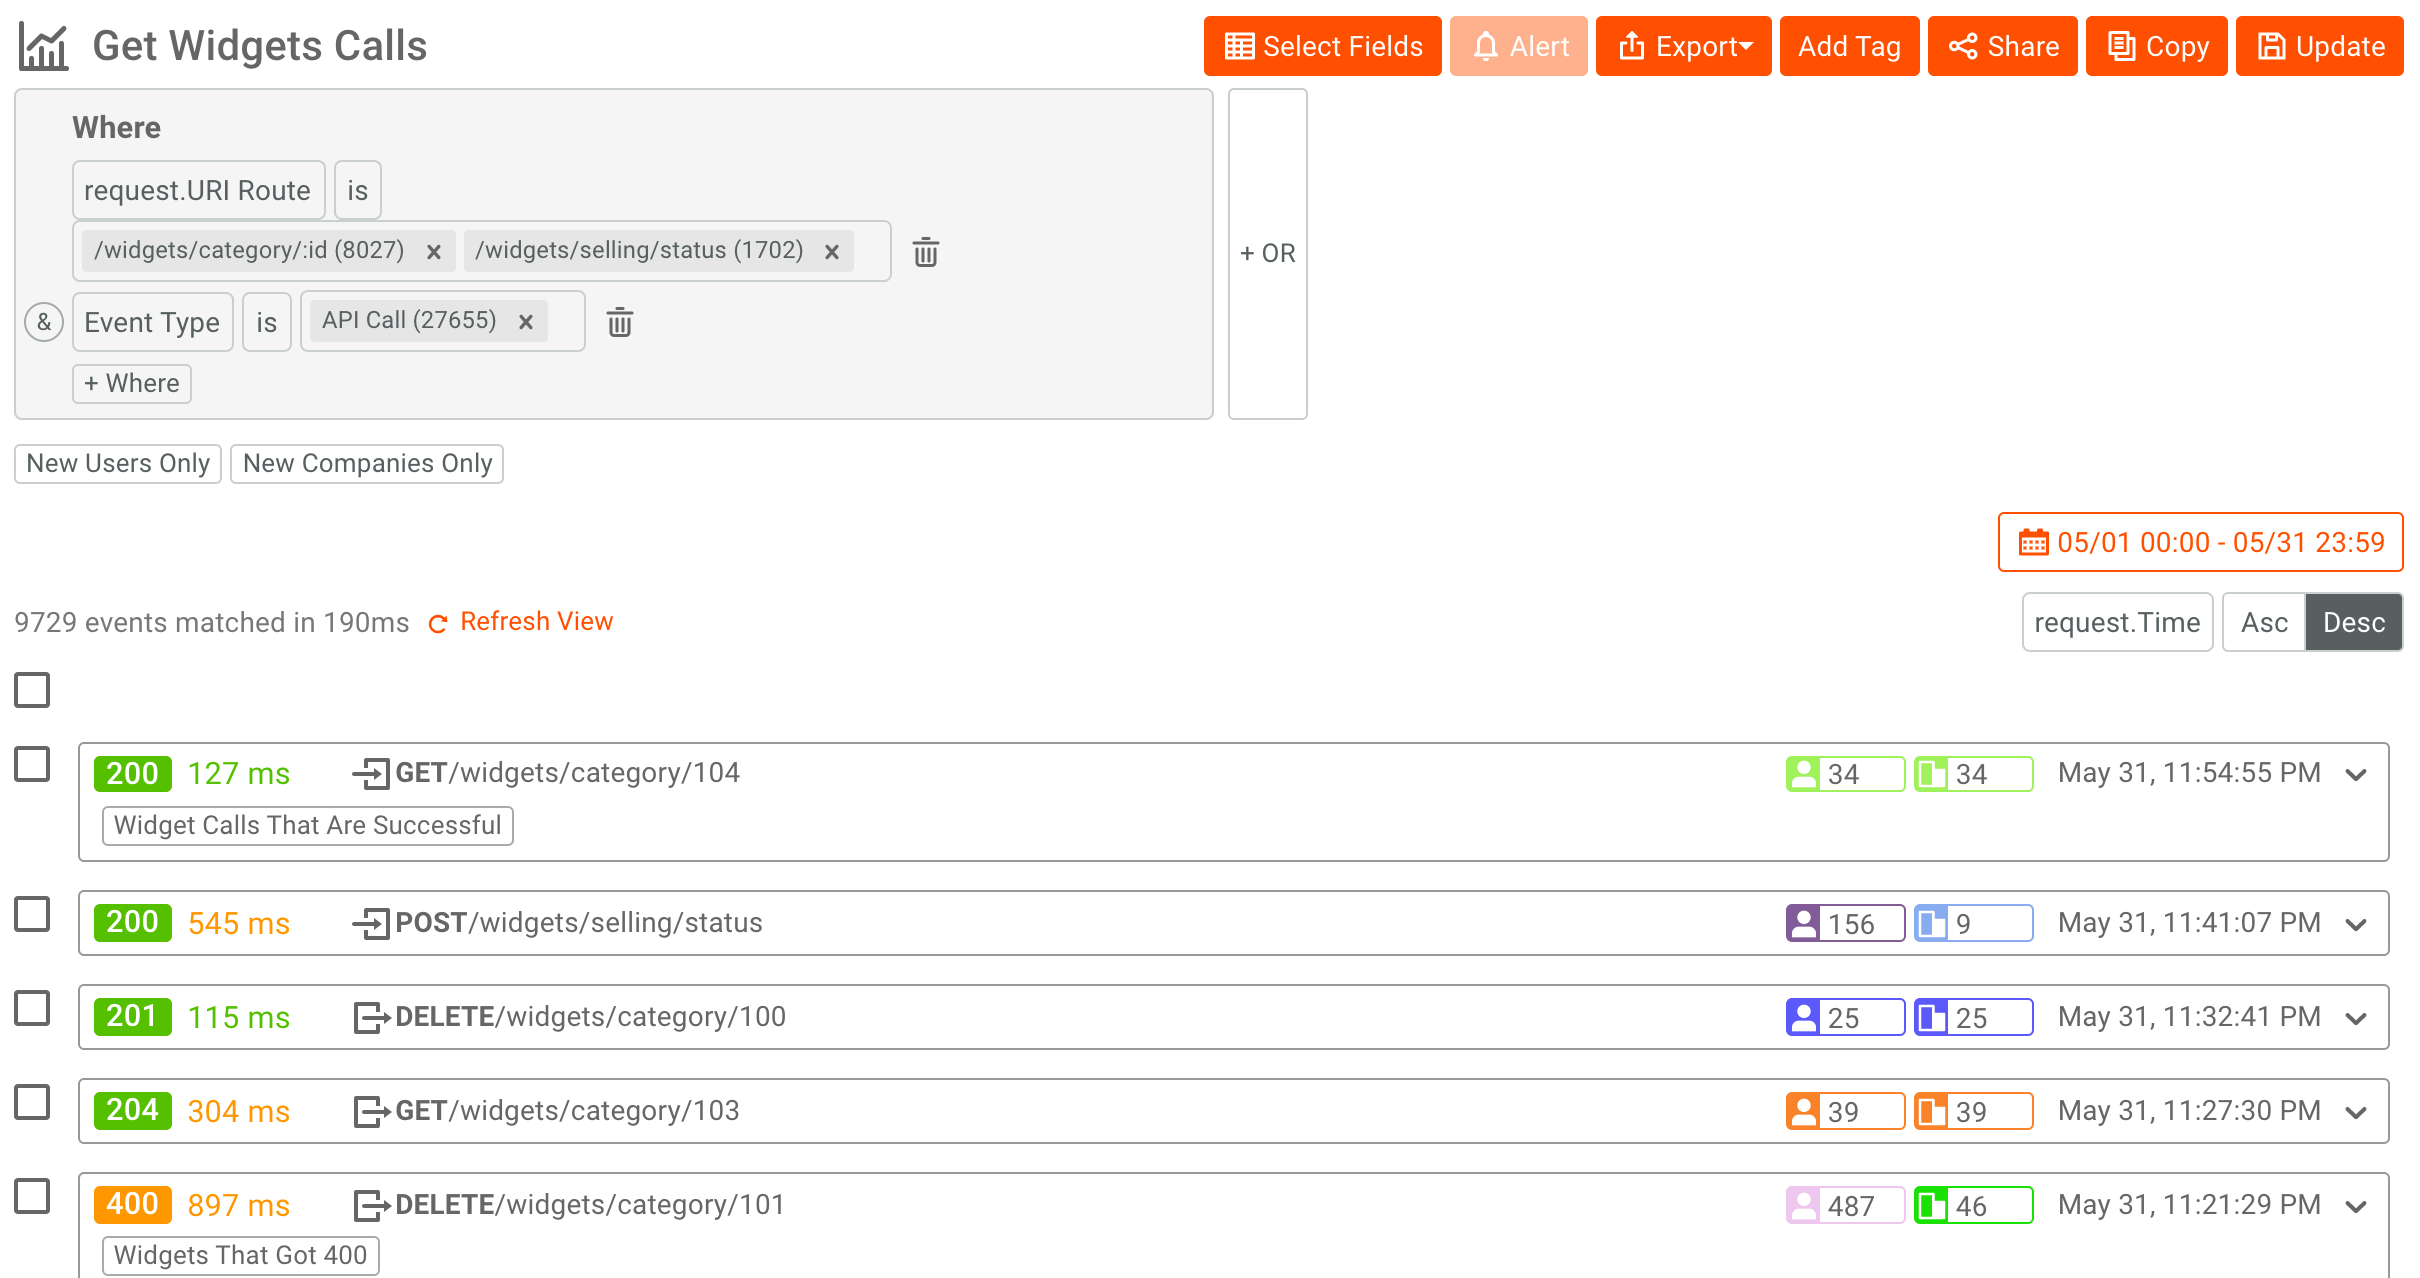 Get Widgets Calls
Select Fields
Alert
Export
Add Tag
Share
Copy
Update
Where
request.URI Route is
/widgets/category/:id (8027) x /widgets/selling/status (1702) x
& Event Type is API Call (27655) x
+ Where
+ OR
New Users Only New Companies Only
05/01 00:00 - 05/31 23:59
9729 events matched in 190ms Refresh View
request.Time Asc Desc
200 127 ms GET/widgets/category/104 34 34 May 31, 11:54:55 PM
Widget Calls That Are Successful
200 545 ms POST/widgets/selling/status 156 9 May 31, 11:41:07 PM
201 115 ms DELETE/widgets/category/100 25 25 May 31, 11:32:41 PM
204 304 ms GET/widgets/category/103 39 39 May 31, 11:27:30 PM
400 897 ms DELETE/widgets/category/101 487 46 May 31, 11:21:29 PM
Widgets That Got 400